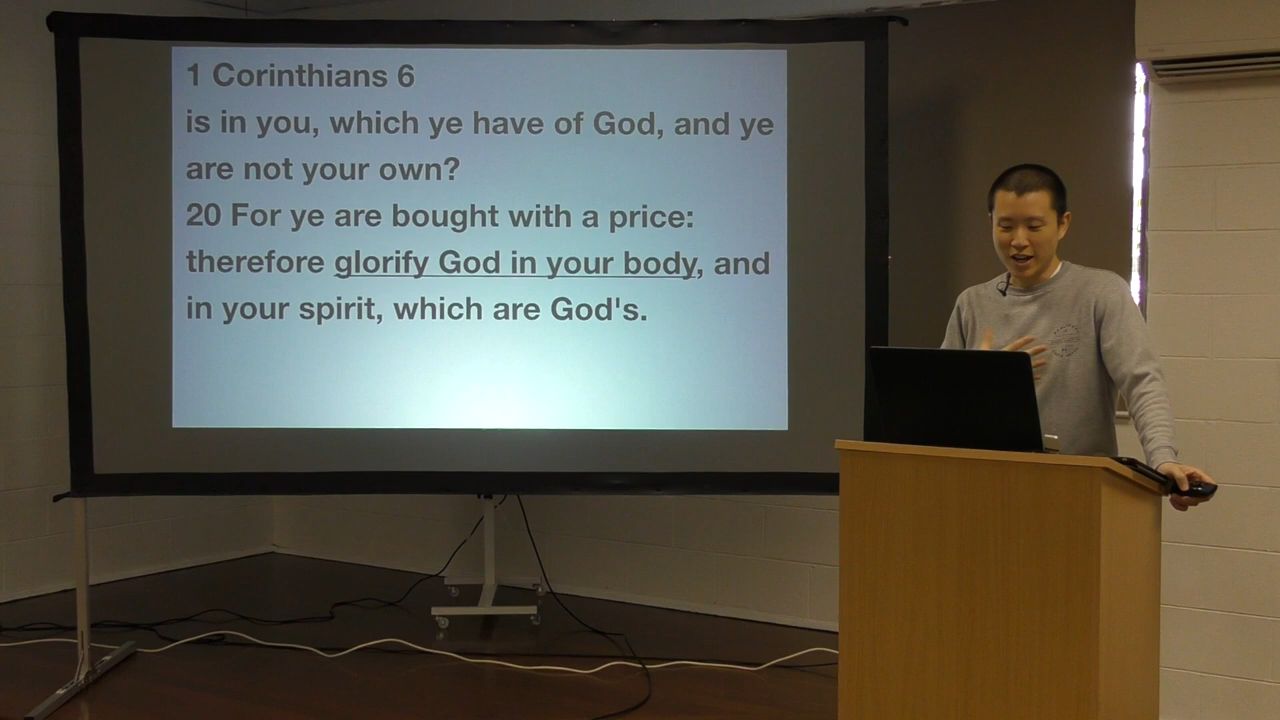 1 Corinthians 6
is in you, which ye have of God, and ye
are not your own?
20 For ye are bought with a price:
therefore glorify God in your body, and
in your spirit, which are God's.